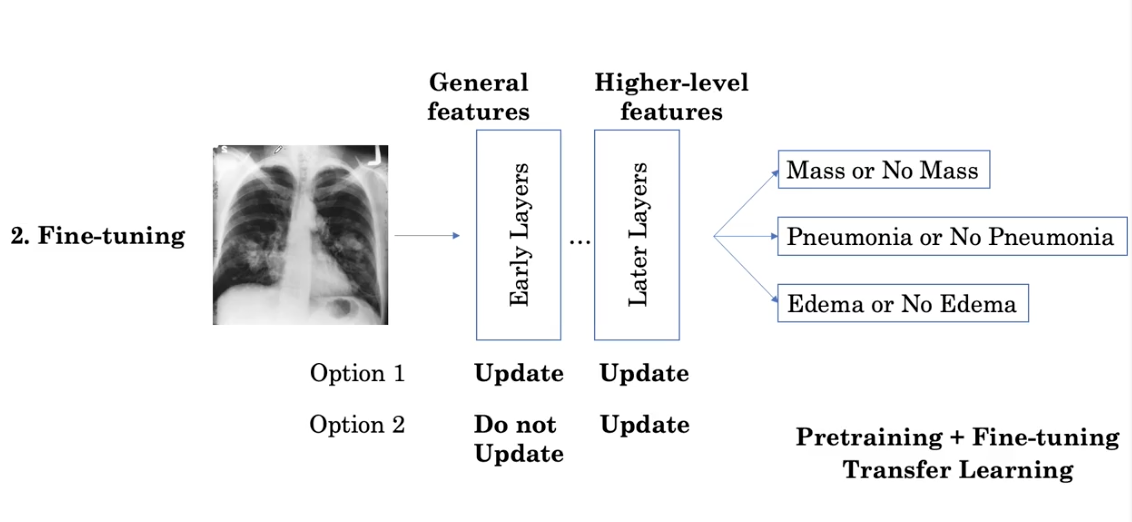 General
features
Higher-level
features
2. Fine-tuning
Early Layers
...
Later Layers
Mass or No Mass
Pneumonia or No Pneumonia
Edema or No Edema
Option 1 Update Update
Option 2 Do not Update
Update
Pretraining + Fine-tuning
Transfer Learning